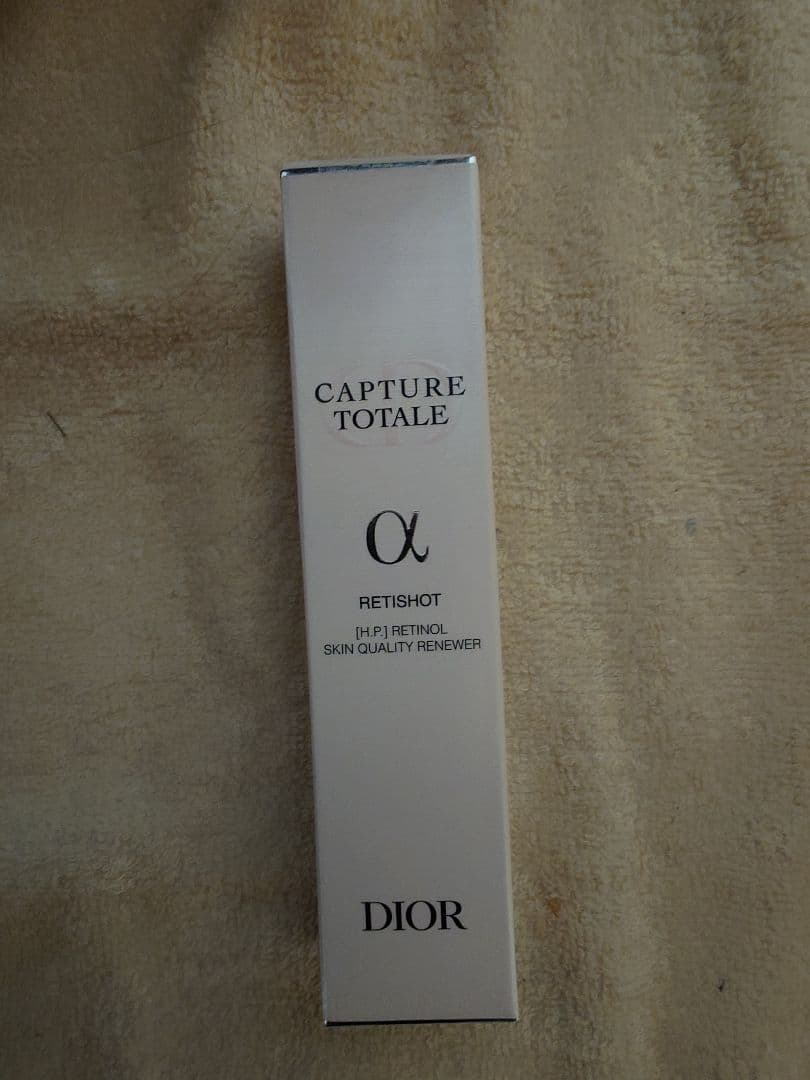 CAPTURE
TOTALE
α
RETISHOT
[H.P.] RETINOL
SKIN QUALITY RENEWER
DIOR